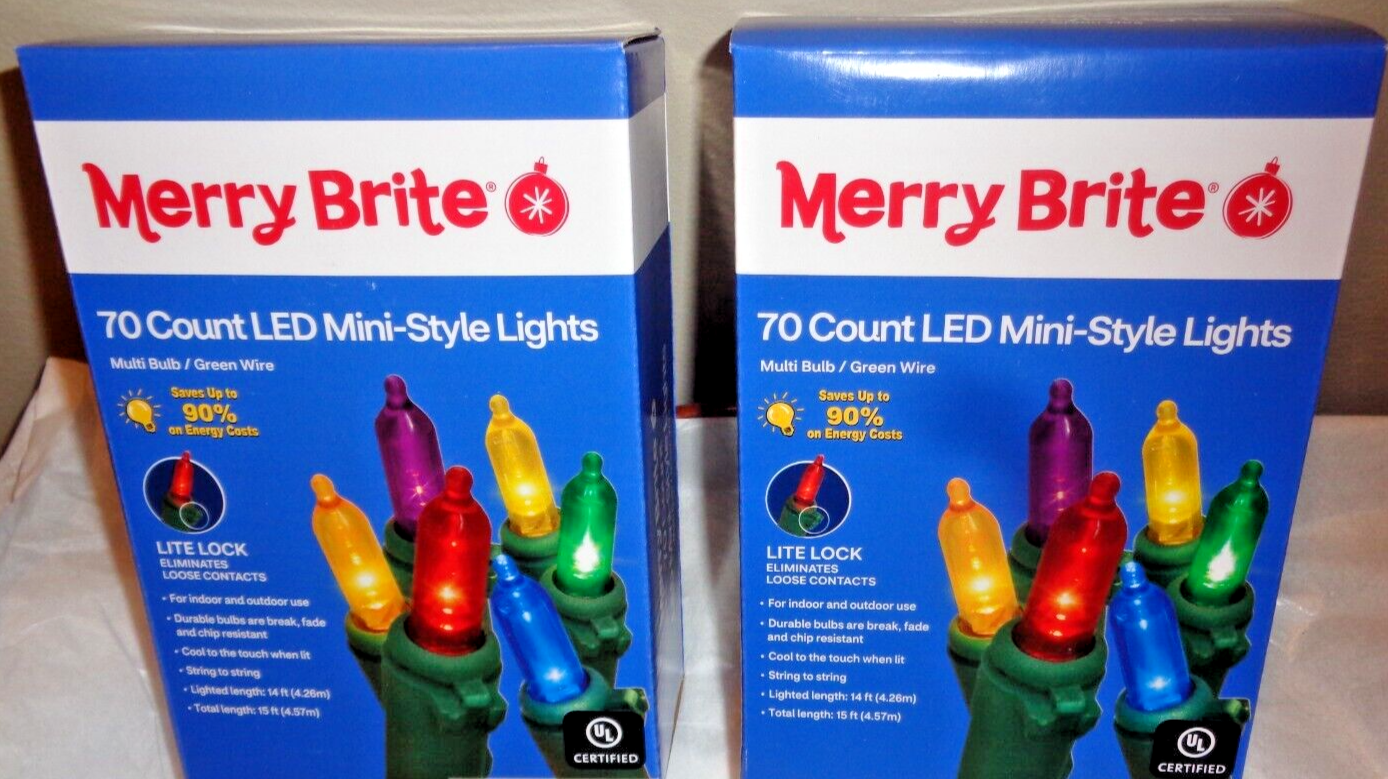 Merry Brite®
70 Count LED Mini-Style Lights
Multi Bulb / Green Wire
Saves Up to
90%
on Energy Costs
LITE LOCK
ELIMINATES
LOOSE CONTACTS
• For indoor and outdoor use
• Durable bulbs are break, fade
and chip resistant
• Cool to the touch when lit
• String to string
• Lighted length: 14 ft (4.26m)
• Total length: 15 ft (4.57m)
UL
CERTIFIED
Merry Brite®
70 Count LED Mini-Style Lights
Multi Bulb / Green Wire
Saves Up to
90%
on Energy Costs
LITE LOCK
ELIMINATES
LOOSE CONTACTS
• For indoor and outdoor use
• Durable bulbs are break, fade
and chip resistant
• Cool to the touch when lit
• String to string
• Lighted length: 14 ft (4.26m)
• Total length: 15 ft (4.57m)
UL
CERTIFIED